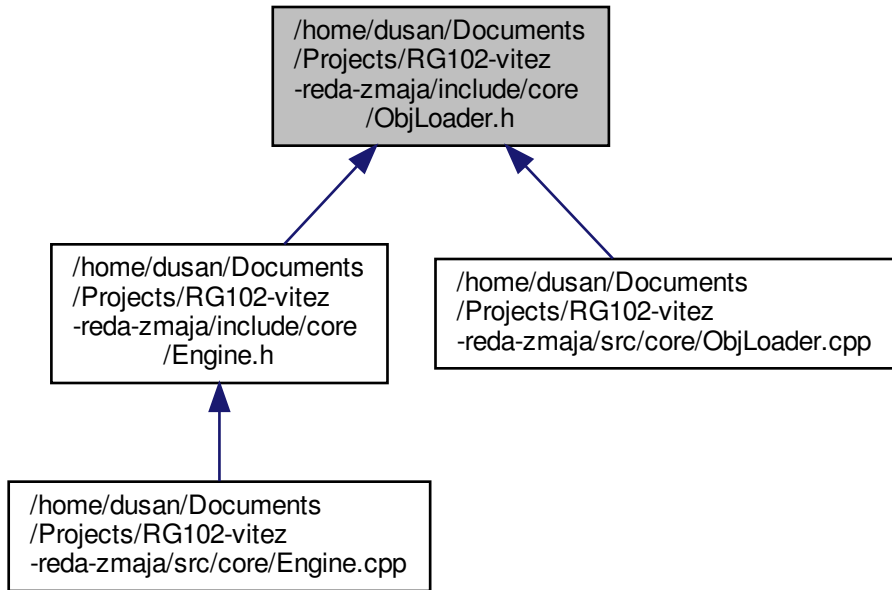 /home/dusan/Documents
/Projects/RG102-vitez
-reda-zmaja/include/core
/ObjLoader.h
/home/dusan/Documents
/Projects/RG102-vitez
-reda-zmaja/include/core
/Engine.h
/home/dusan/Documents
/Projects/RG102-vitez
-reda-zmaja/src/core/ObjLoader.cpp
/home/dusan/Documents
/Projects/RG102-vitez
-reda-zmaja/src/core/Engine.cpp